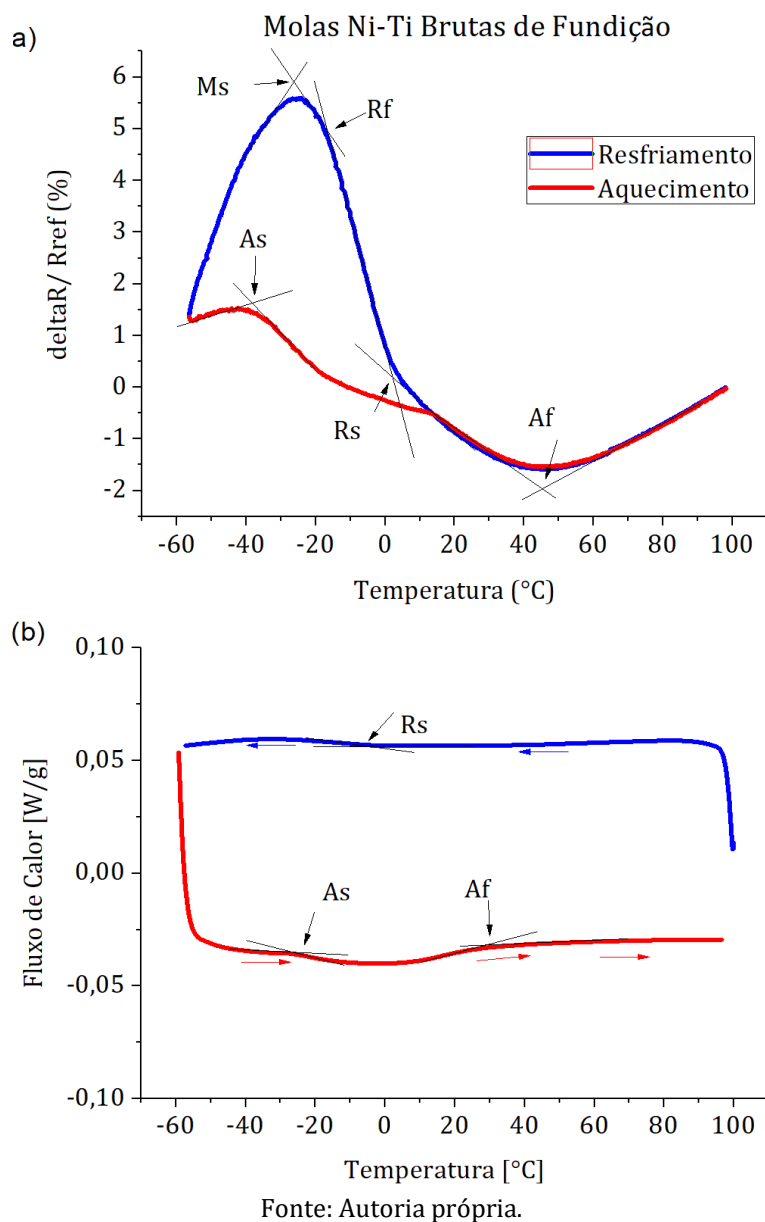 a)
Molas Ni-Ti Brutas de Fundição
Ms
Rf
Resfriamento
Aquecimento
As
Rs
Af
deltaR/ Rref (%)
6
5
4
3
2
1
0
-1
-2
-60 -40 -20 0 20 40 60 80 100
Temperatura (°C)
(b)
0,10
0,05
0,00
-0,05
-0,10
Fluxo de Calor [W/g]
Rs
As
Af
-60 -40 -20 0 20 40 60 80 100
Temperatura [°C]
Fonte: Autoria própria.